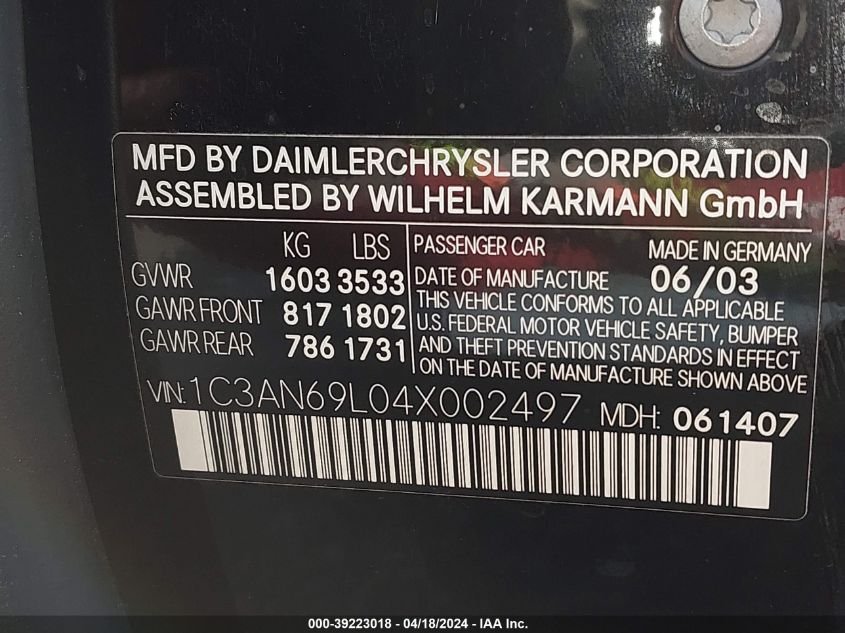 MFD BY DAIMLERCHRYSLER CORPORATION
ASSEMBLED BY WILHELM KARMANN GmbH
KG LBS
GVWR 1603 3533
GAWR FRONT 817 1802
GAWR REAR 786 1731
PASSENGER CAR MADE IN GERMANY
DATE OF MANUFACTURE 06/03
THIS VEHICLE CONFORMS TO ALL APPLICABLE
U.S. FEDERAL MOTOR VEHICLE SAFETY, BUMPER
AND THEFT PREVENTION STANDARDS IN EFFECT
ON THE DATE OF MANUFACTURE SHOWN ABOVE
VIN: 1C3AN69L04X002497 MDH: 061407
000-39223018 - 04/18/2024 - IAA Inc.